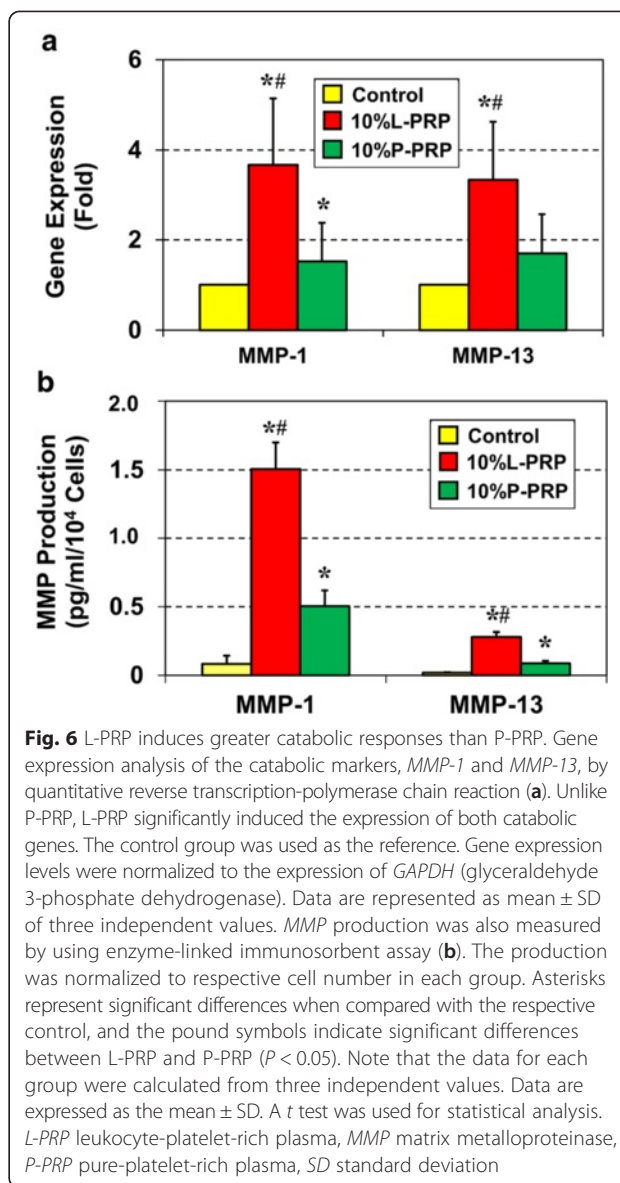 a
6
4
2
0
Gene Expression
(Fold)
Control
10%L-PRP
10%P-PRP
*#
*
*#
MMP-1 MMP-13
b
2.0
1.5
1.0
0.5
0
MMP Production
(pg/ml/10⁴ Cells)
Control
10%L-PRP
10%P-PRP
*#
*
*#
*
MMP-1 MMP-13
Fig. 6 L-PRP induces greater catabolic responses than P-PRP. Gene
expression analysis of the catabolic markers, MMP-1 and MMP-13, by
quantitative reverse transcription-polymerase chain reaction (a). Unlike
P-PRP, L-PRP significantly induced the expression of both catabolic
genes. The control group was used as the reference. Gene expression
levels were normalized to the expression of GAPDH (glyceraldehyde
3-phosphate dehydrogenase). Data are represented as mean ± SD
of three independent values. MMP production was also measured
by using enzyme-linked immunosorbent assay (b). The production
was normalized to respective cell number in each group. Asterisks
represent significant differences when compared with the respective
control, and the pound symbols indicate significant differences
between L-PRP and P-PRP (P < 0.05). Note that the data for each
group were calculated from three independent values. Data are
expressed as the mean ± SD. A t test was used for statistical analysis.
L-PRP leukocyte-platelet-rich plasma, MMP matrix metalloproteinase,
P-PRP pure-platelet-rich plasma, SD standard deviation